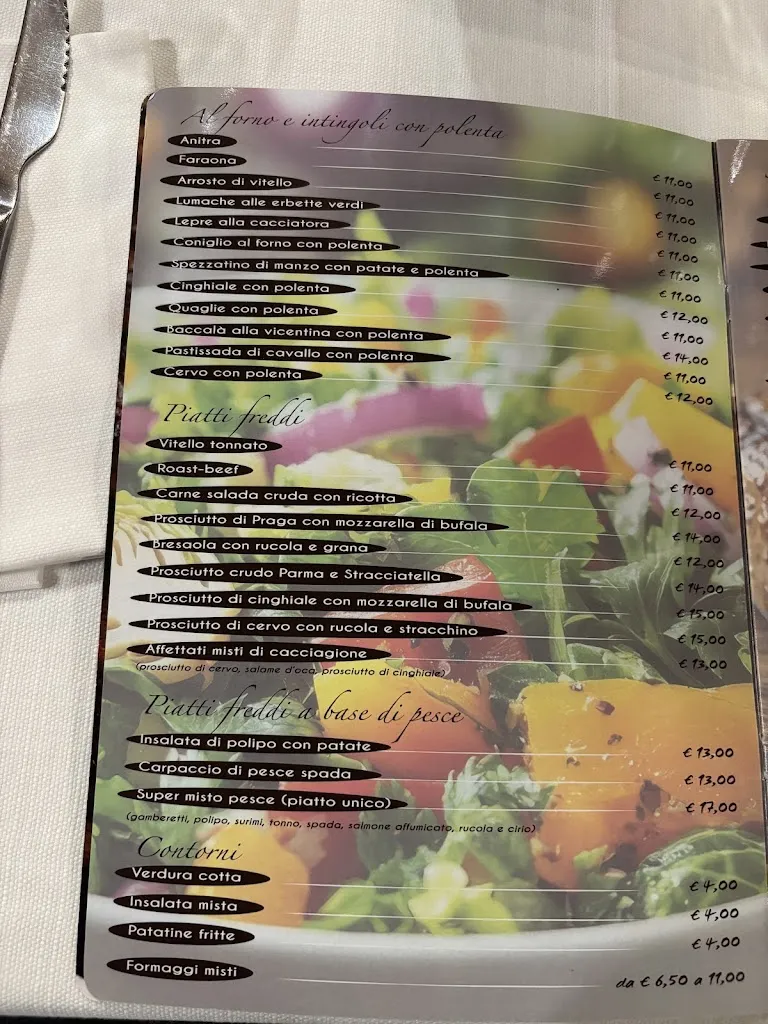 Al forno e intingoli con polenta
Anitra € 11,00
Faraona € 11,00
Arrosto di vitello € 11,00
Lumache alle erbette verdi € 11,00
Lepre alla cacciatora € 11,00
Coniglio al forno con polenta € 11,00
Spezzatino di manzo con patate e polenta € 11,00
Cinghiale con polenta € 12,00
Quaglie con polenta € 11,00
Baccalà alla vicentina con polenta € 14,00
Pastissada di cavallo con polenta € 11,00
Cervo con polenta € 12,00
Piatti freddi
Vitello tonnato € 11,00
Roast-beef € 11,00
Carne salada cruda con ricotta € 12,00
Prosciutto di Praga con mozzarella di bufala € 14,00
Bresaola con rucola e grana € 12,00
Prosciutto crudo Parma e Stracciatella € 14,00
Prosciutto di cinghiale con mozzarella di bufala € 15,00
Prosciutto di cervo con rucola e stracchino € 15,00
Affettati misti di cacciagione € 13,00
(prosciutto di cervo, salame d'oca, prosciutto di cinghiale)
Piatti freddi a base di pesce
Insalata di polipo con patate € 13,00
Carpaccio di pesce spada € 13,00
Super misto pesce (piatto unico) € 17,00
(gamberetti, polipo, surimi, tonno, spada, salmone affumicato, rucola e cirio)
Contorni
Verdura cotta € 4,00
Insalata mista € 4,00
Patatine fritte € 4,00
Formaggi misti da € 6,50 a 11,00